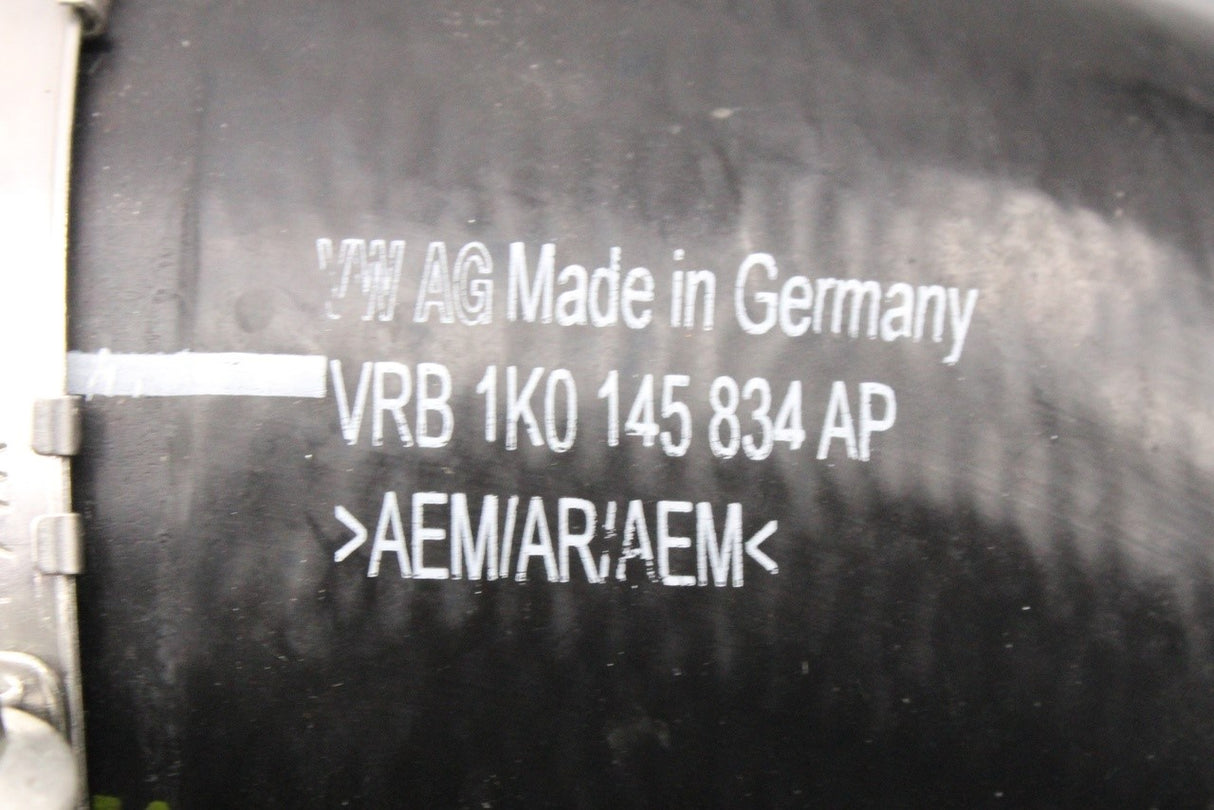 VW AG Made in Germany
VRB 1K0 145 834 AP
>AEM/AR/AEM<